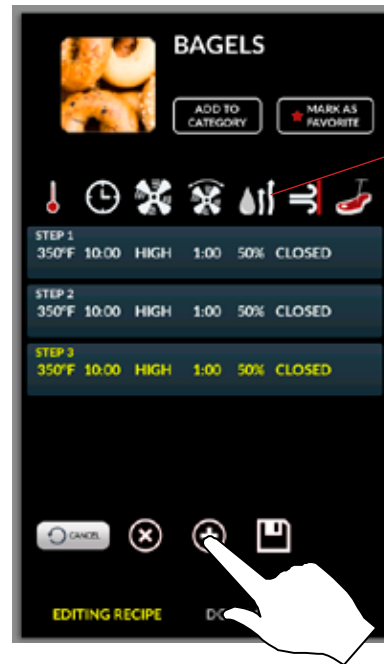 BAGELS
ADD TO
CATEGORY
MARK AS
FAVORITE
STEP 1
350°F 10:00 HIGH 1:00 50% CLOSED
STEP 2
350°F 10:00 HIGH 1:00 50% CLOSED
STEP 3
350°F 10:00 HIGH 1:00 50% CLOSED
CANCEL
EDITING RECIPE